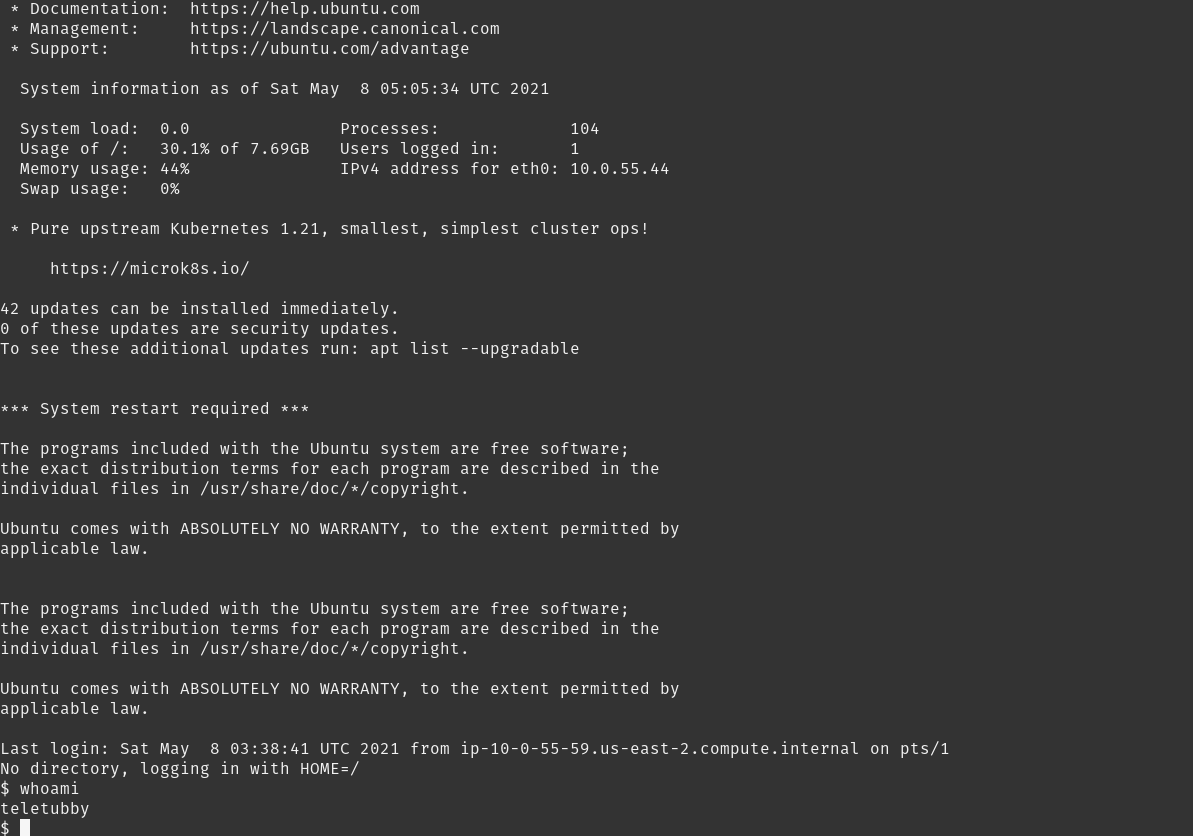 * Documentation:  https://help.ubuntu.com
 * Management:     https://landscape.canonical.com
 * Support:        https://ubuntu.com/advantage

  System information as of Sat May  8 05:05:34 UTC 2021

  System load:  0.0               Processes:             104
  Usage of /:   30.1% of 7.69GB   Users logged in:       1
  Memory usage: 44%               IPv4 address for eth0: 10.0.55.44
  Swap usage:   0%

 * Pure upstream Kubernetes 1.21, smallest, simplest cluster ops!

     https://microk8s.io/

42 updates can be installed immediately.
0 of these updates are security updates.
To see these additional updates run: apt list --upgradable


*** System restart required ***

The programs included with the Ubuntu system are free software;
the exact distribution terms for each program are described in the
individual files in /usr/share/doc/*/copyright.

Ubuntu comes with ABSOLUTELY NO WARRANTY, to the extent permitted by
applicable law.


The programs included with the Ubuntu system are free software;
the exact distribution terms for each program are described in the
individual files in /usr/share/doc/*/copyright.

Ubuntu comes with ABSOLUTELY NO WARRANTY, to the extent permitted by
applicable law.

Last login: Sat May  8 03:38:41 UTC 2021 from ip-10-0-55-59.us-east-2.compute.internal on pts/1
No directory, logging in with HOME=/
$ whoami
teletubby
$